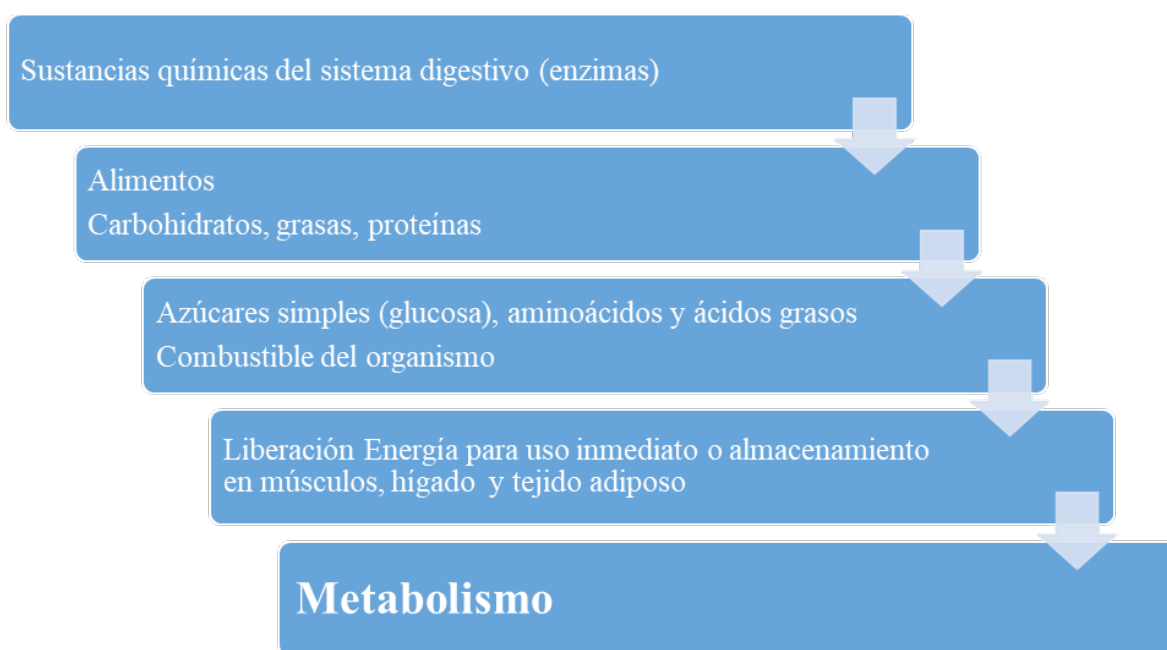 Sustancias químicas del sistema digestivo (enzimas)
Alimentos
Carbohidratos, grasas, proteínas
Azúcares simples (glucosa), aminoácidos y ácidos grasos
Combustible del organismo
Liberación Energía para uso inmediato o almacenamiento
en músculos, hígado y tejido adiposo
Metabolismo